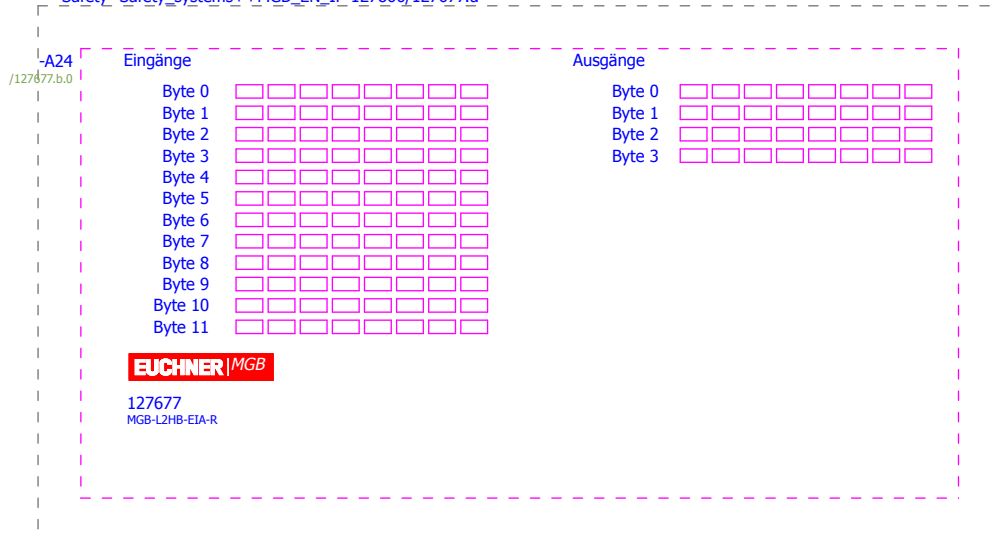 -A24
/127677.b.0
Eingänge
Byte 0
Byte 1
Byte 2
Byte 3
Byte 4
Byte 5
Byte 6
Byte 7
Byte 8
Byte 9
Byte 10
Byte 11
Ausgänge
Byte 0
Byte 1
Byte 2
Byte 3
EUCHNER MGB
127677
MGB-L2HB-EIA-R